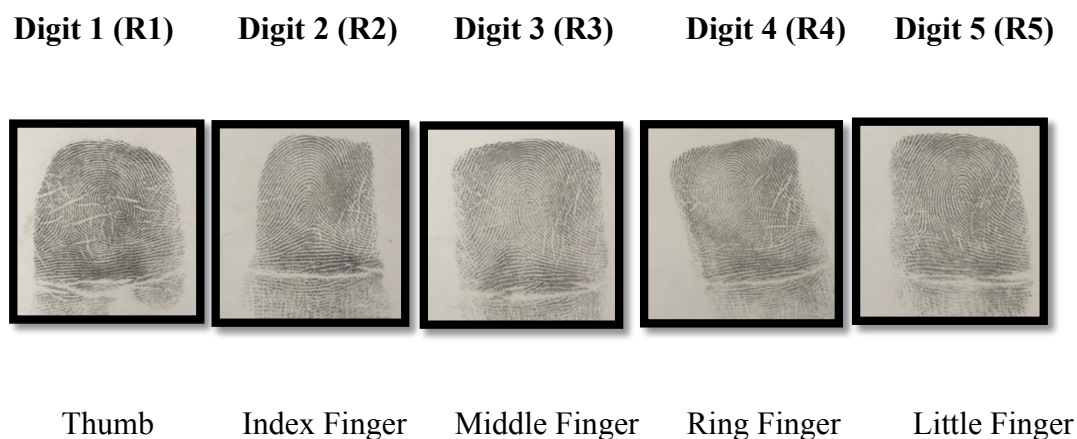 Digit 1 (R1) Digit 2 (R2) Digit 3 (R3) Digit 4 (R4) Digit 5 (R5)
Thumb Index Finger Middle Finger Ring Finger Little Finger